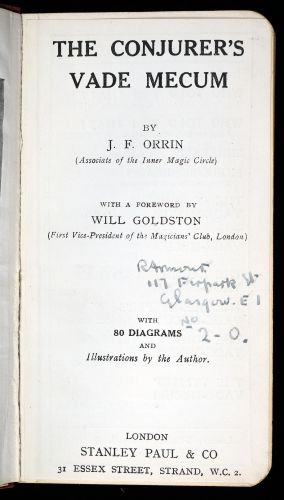 THE CONJURER'S
VADE MECUM
BY
J. F. ORRIN
(Associate of the Inner Magic Circle)
WITH A FOREWORD BY
WILL GOLDSTON
(First Vice-President of the Magicians' Club, London)
117 Firpark St
Glasgow. E 1
No 2-0.
WITH
80 DIAGRAMS
AND
Illustrations by the Author.
LONDON
STANLEY PAUL & CO
31 ESSEX STREET, STRAND, W.C. 2.